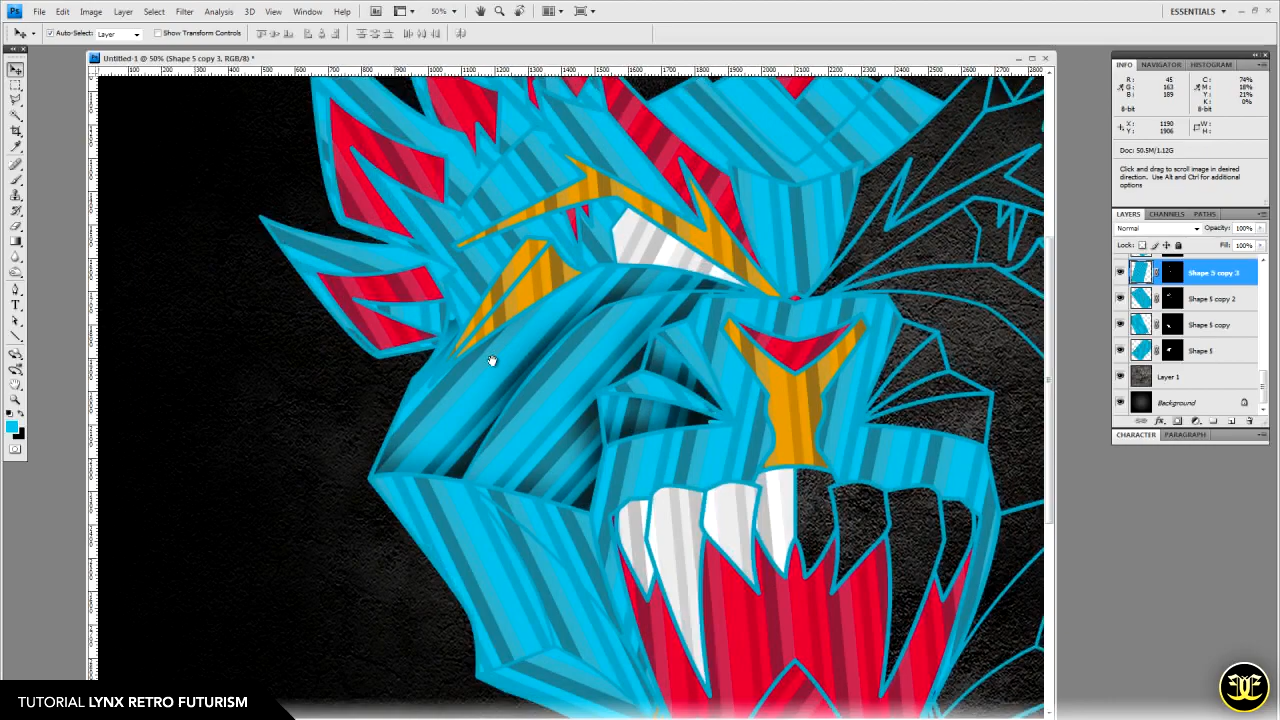 Ps File Edit Image Layer Select Filter Analysis 3D View Window Help 50% ESSENTIALS
Auto-Select: Layer Show Transform Controls
Untitled-1 @ 50% (Shape 5 copy 3, RGB/8) *
INFO NAVIGATOR HISTOGRAM
R: 45 C: 74%
G: 163 M: 18%
B: 189 Y: 21%
K: 0%
8-bit 8-bit
X: 1190 W:
Y: 1906 H:
Doc: 50.5M/1.12G
Click and drag to scroll image in desired
direction. Use Alt and Ctrl for additional
options
LAYERS CHANNELS PATHS
Normal Opacity: 100%
Lock: Fill: 100%
Shape 5 copy 3
Shape 5 copy 2
Shape 5 copy
Shape 5
Layer 1
Background
CHARACTER PARAGRAPH
TUTORIAL LYNX RETRO FUTURISM